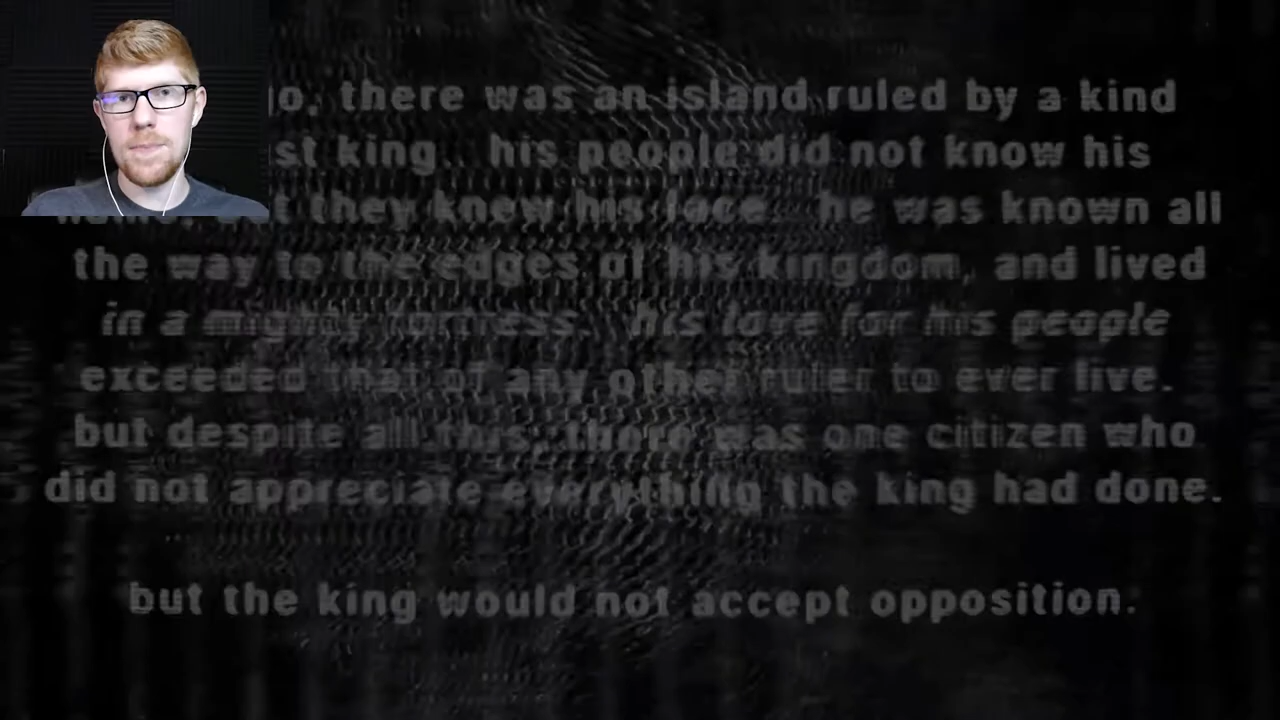 there was an island ruled by a kind
king. his people did not know his
they knew his face. he was known all
the way to the edges of his kingdom, and lived
in a mighty fortress. his love for his people
exceeded that of any other ruler to ever live.
but despite all this, there was one citizen who
did not appreciate everything the king had done.
but the king would not accept opposition.